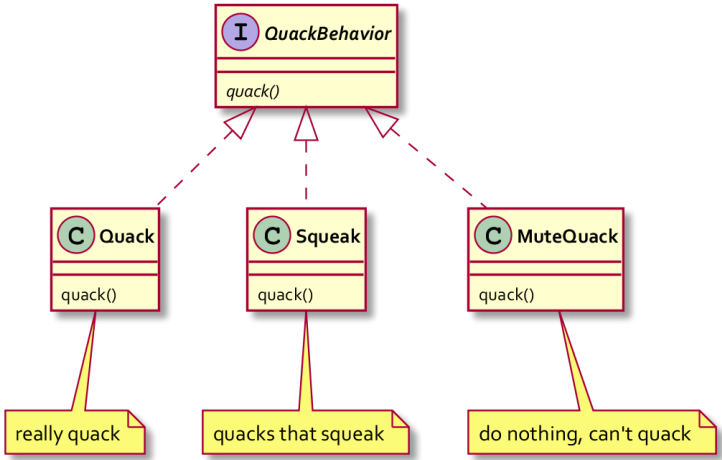 I QuackBehavior
quack()
C Quack
C Squeak
C MuteQuack
quack()
quack()
quack()
really quack
quacks that squeak
do nothing, can't quack